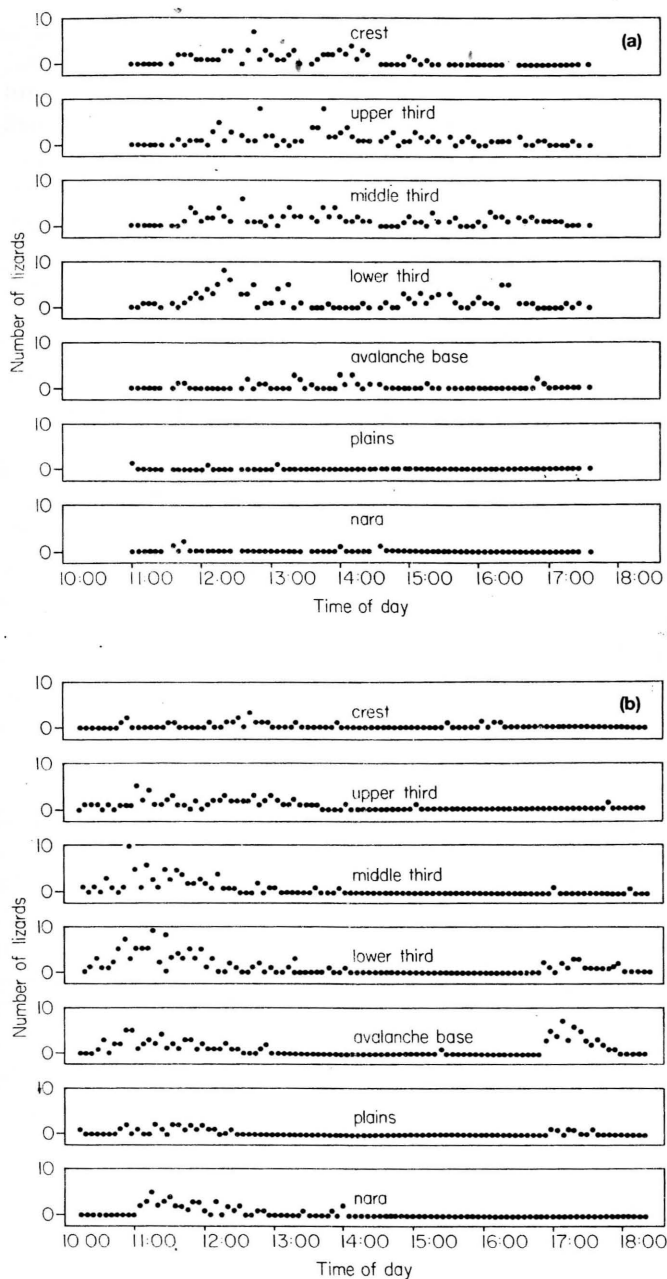 10
crest
(a)
0
10
upper third
0
10
middle third
0
10
lower third
0
10
avalanche base
0
10
plains
0
10
nara
0
Number of lizards
10:00 11:00 12:00 13:00 14:00 15:00 16:00 17:00 18:00
Time of day
10
crest
(b)
0
10
upper third
0
10
middle third
0
10
lower third
0
10
avalanche base
0
10
plains
0
10
nara
0
Number of lizards
10 00 11:00 12:00 13:00 14:00 15:00 16:00 17:00 18:00
Time of day